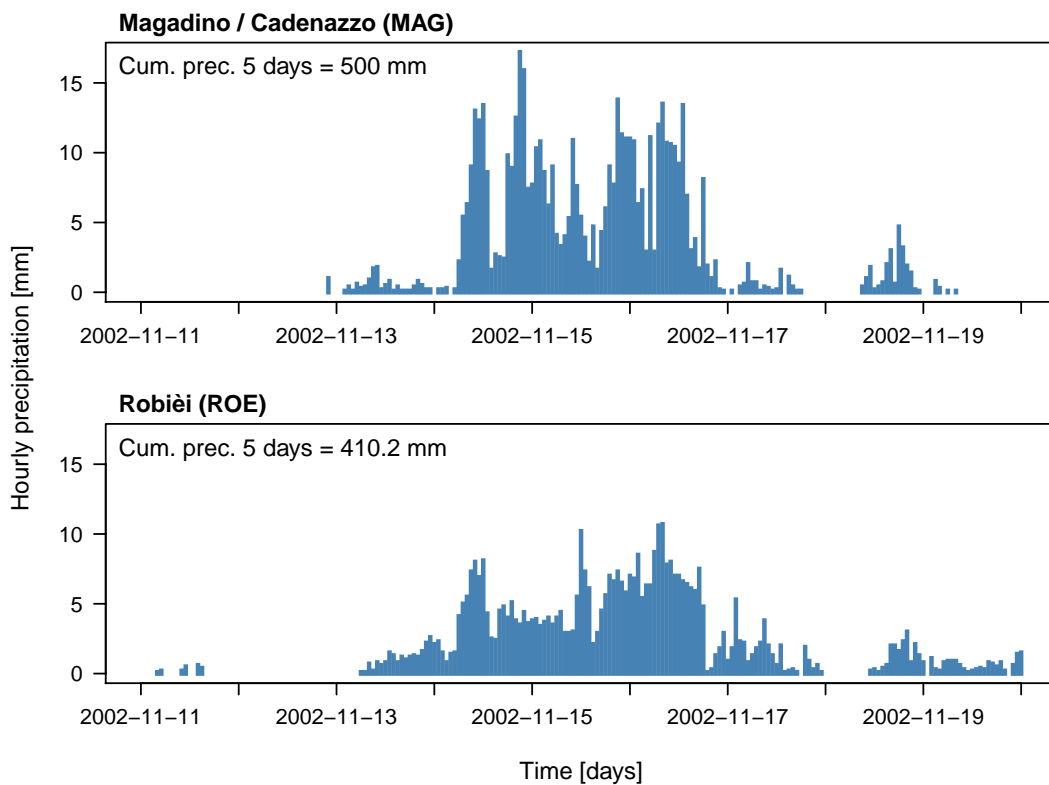 Magadino / Cadenazzo (MAG)
Cum. prec. 5 days = 500 mm
15
10
5
0
2002−11−11 2002−11−13 2002−11−15 2002−11−17 2002−11−19
Hourly precipitation [mm]
Robièi (ROE)
Cum. prec. 5 days = 410.2 mm
15
10
5
0
2002−11−11 2002−11−13 2002−11−15 2002−11−17 2002−11−19
Time [days]